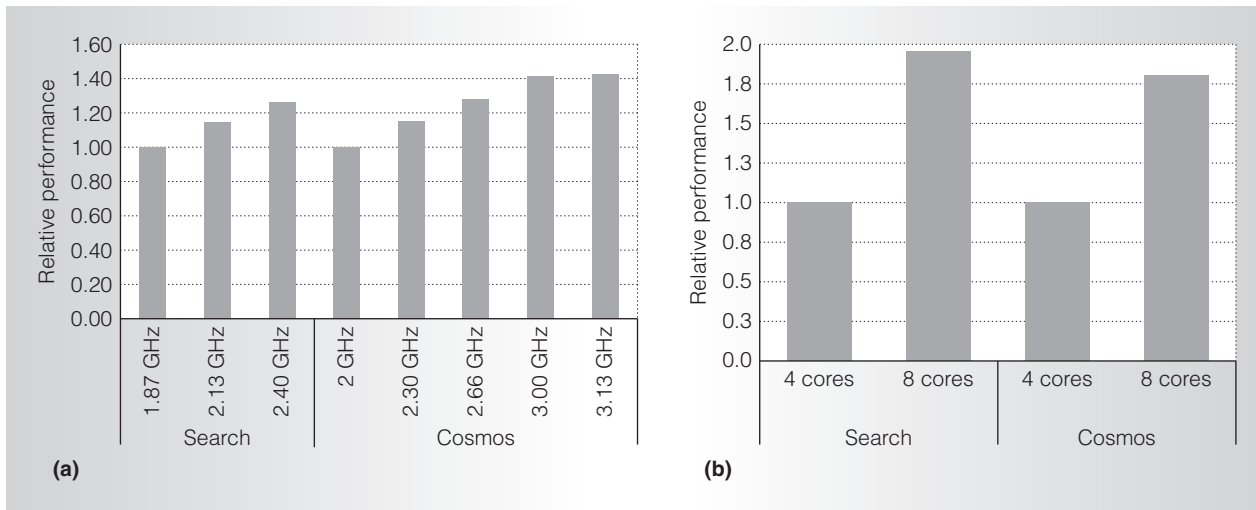 Relative performance
1.60
1.40
1.20
1.00
0.80
0.60
0.40
0.20
0.00
1.87 GHz
2.13 GHz
2.40 GHz
2 GHz
2.30 GHz
2.66 GHz
3.00 GHz
3.13 GHz
Search
Cosmos
(a)
Relative performance
2.0
1.8
1.5
1.3
1.0
0.8
0.5
0.3
0.0
4 cores
8 cores
4 cores
8 cores
Search
Cosmos
(b)